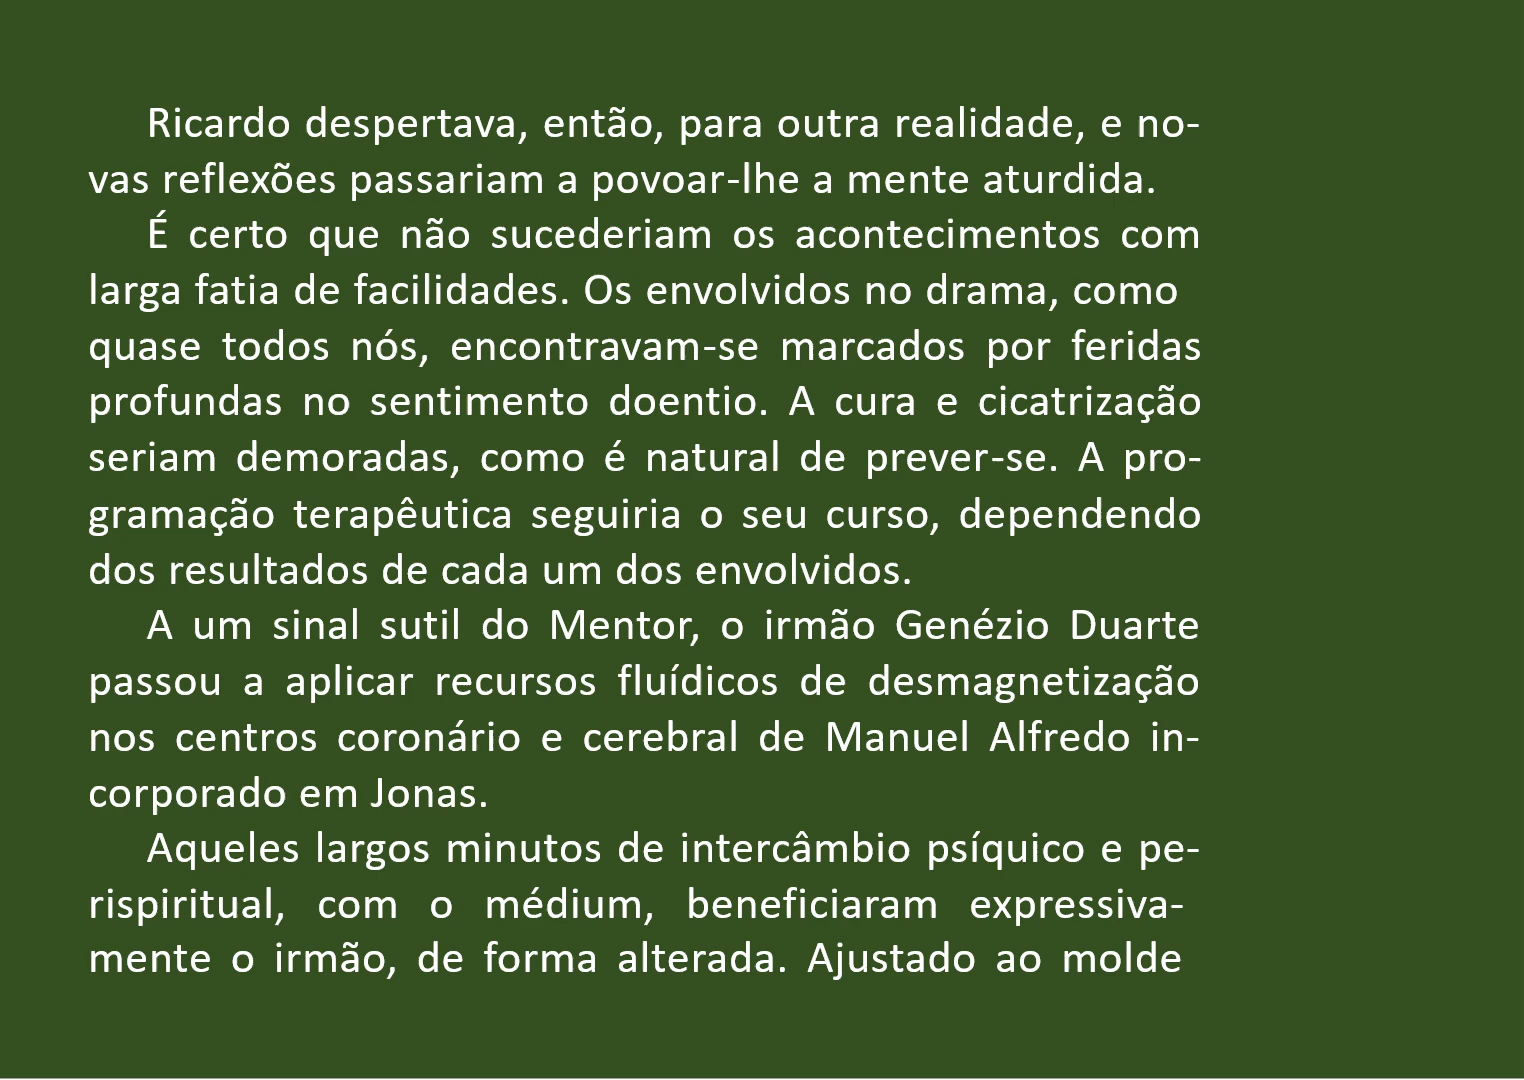 Ricardo despertava, então, para outra realidade, e no-
vas reflexões passariam a povoar-lhe a mente aturdida.
É certo que não sucederiam os acontecimentos com
larga fatia de facilidades. Os envolvidos no drama, como
quase todos nós, encontravam-se marcados por feridas
profundas no sentimento doentio. A cura e cicatrização
seriam demoradas, como é natural de prever-se. A pro-
gramação terapêutica seguiria o seu curso, dependendo
dos resultados de cada um dos envolvidos.
A um sinal sutil do Mentor, o irmão Genézio Duarte
passou a aplicar recursos fluídicos de desmagnetização
nos centros coronário e cerebral de Manuel Alfredo in-
corporado em Jonas.
Aqueles largos minutos de intercâmbio psíquico e pe-
rispiritual, com o médium, beneficiaram expressiva-
mente o irmão, de forma alterada. Ajustado ao molde